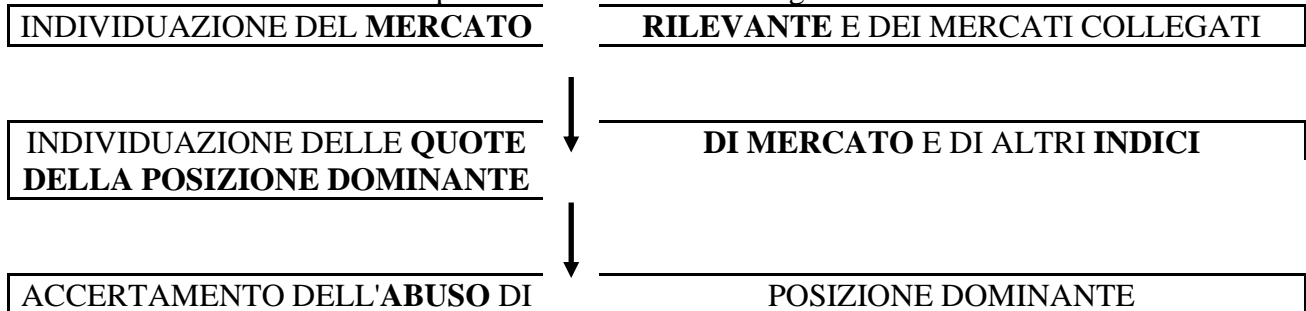 INDIVIDUAZIONE DEL MERCATO RILEVANTE E DEI MERCATI COLLEGATI
INDIVIDUAZIONE DELLE QUOTE DI MERCATO E DI ALTRI INDICI
DELLA POSIZIONE DOMINANTE
ACCERTAMENTO DELL'ABUSO DI POSIZIONE DOMINANTE